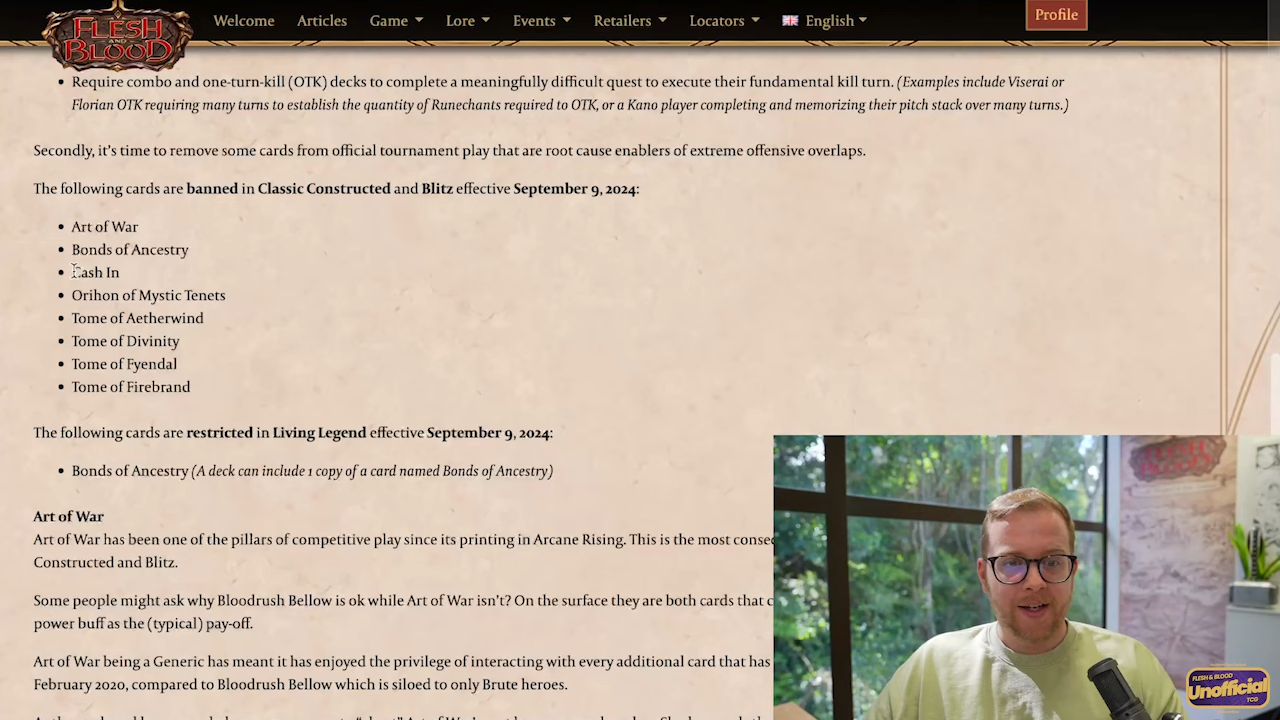 FLESH
AND
BLOOD
Welcome
Articles
Game
Lore
Events
Retailers
Locators
English
Profile
Require combo and one-turn-kill (OTK) decks to complete a meaningfully difficult quest to execute their fundamental kill turn. (Examples include Viserai or
Florian OTK requiring many turns to establish the quantity of Runechants required to OTK, or a Kano player completing and memorizing their pitch stack over many turns.)
Secondly, it's time to remove some cards from official tournament play that are root cause enablers of extreme offensive overlaps.
The following cards are banned in Classic Constructed and Blitz effective September 9, 2024:
Art of War
Bonds of Ancestry
Cash In
Orihon of Mystic Tenets
Tome of Aetherwind
Tome of Divinity
Tome of Fyendal
Tome of Firebrand
The following cards are restricted in Living Legend effective September 9, 2024:
Bonds of Ancestry (A deck can include 1 copy of a card named Bonds of Ancestry)
Art of War
Art of War has been one of the pillars of competitive play since its printing in Arcane Rising. This is the most
Constructed and Blitz.
Some people might ask why Bloodrush Bellow is ok while Art of War isn't? On the surface they are both cards that
power buff as the (typical) pay-off.
Art of War being a Generic has meant it has enjoyed the privilege of interacting with every additional card that has
February 2020, compared to Bloodrush Bellow which is siloed to only Brute heroes.
FLESH
BLOOD
FLESH & BLOOD
Unofficial
TCG